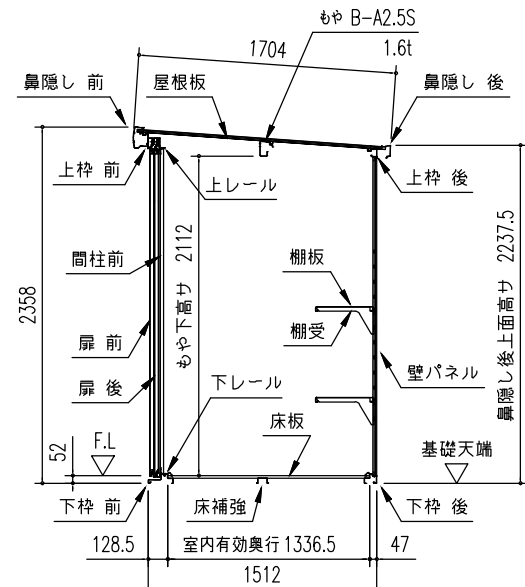 もや B-A2.5S
1704
1.6t
鼻隠し 前
屋根板
鼻隠し 後
上枠 前
上レール
上枠 後
間柱前
もや下高サ 2112
棚板
棚受
2358
扉 前
扉 後
下レール
壁パネル
鼻隠し後上面高サ 2237.5
床板
52
F.L
基礎天端
下枠 前
床補強
下枠 後
128.5
室内有効奥行 1336.5
47
1512